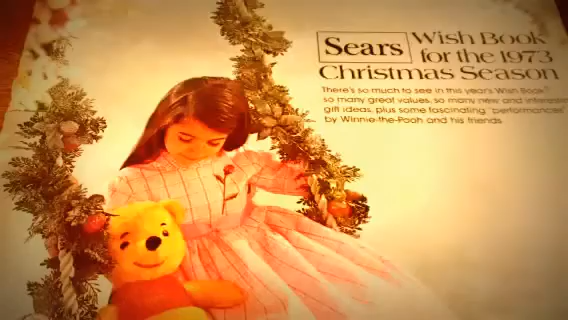 Sears Wish Book
for the 1973
Christmas Season
There's so much to see in this year's Wish Book:
so many great values, so many new and
gift ideas, plus some fascinating "performances"
by Winnie-the-Pooh and his friends